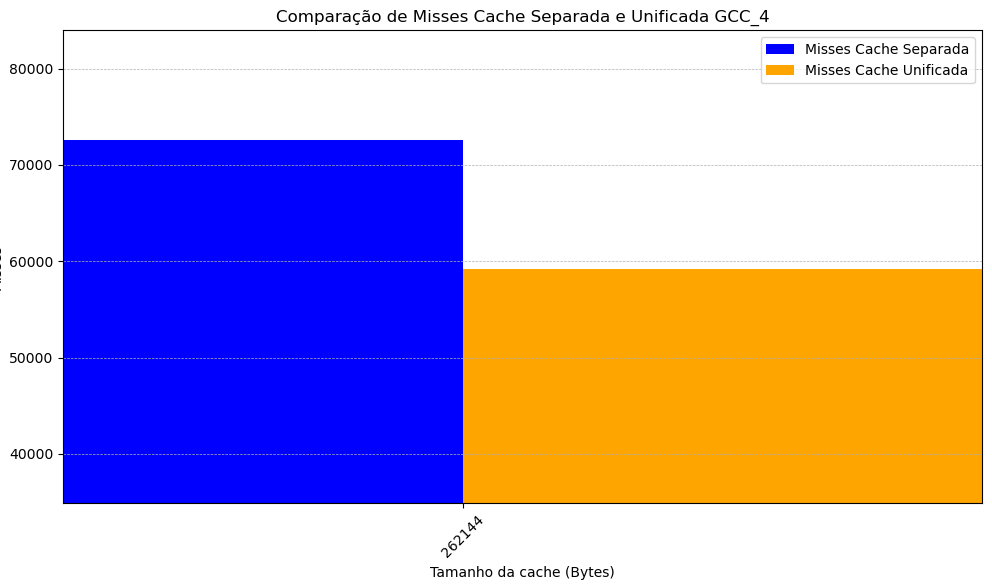 Comparação de Misses Cache Separada e Unificada GCC_4
Misses Cache Separada
Misses Cache Unificada
80000
70000
60000
50000
40000
262144
Tamanho da cache (Bytes)